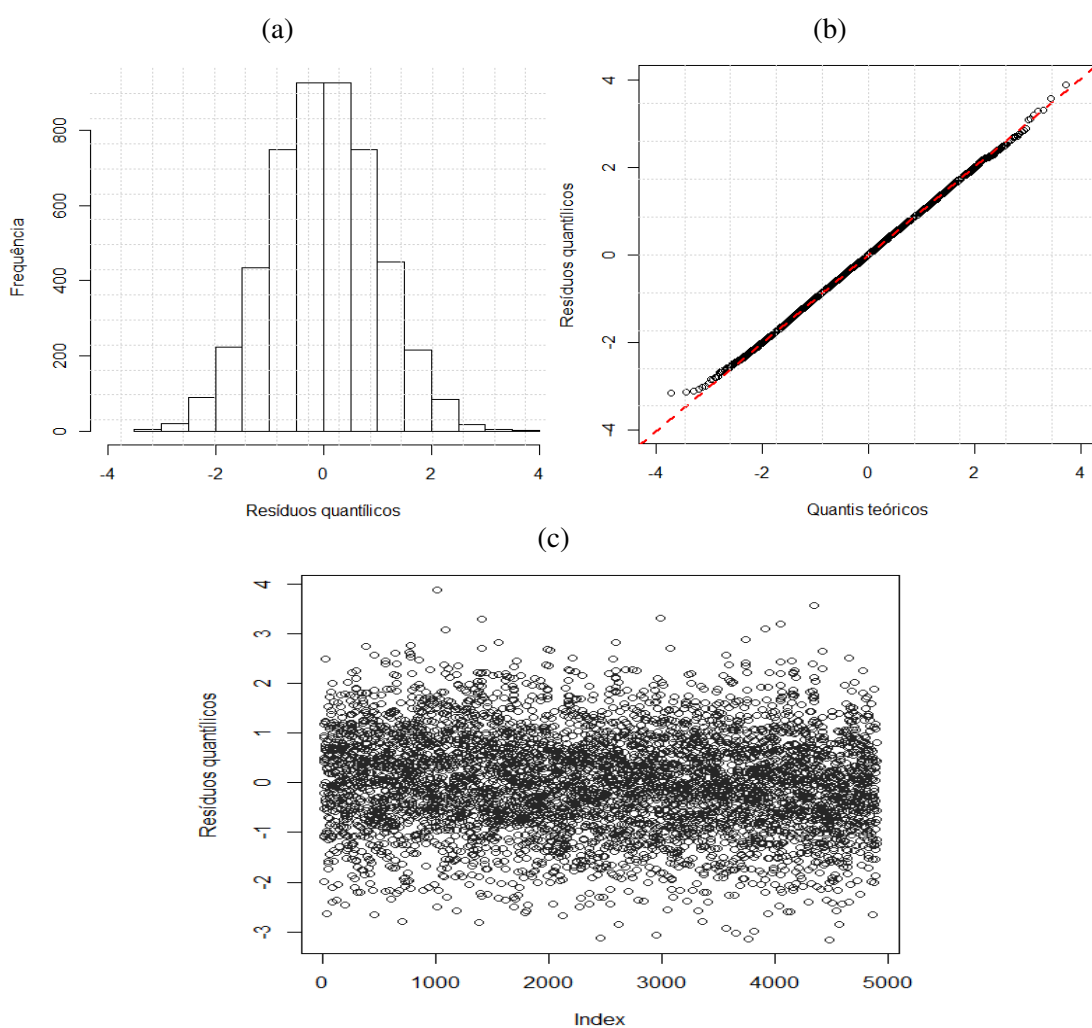 (a)
(b)
Frequência
0 200 400 600 800
-4 -2 0 2 4
Resíduos quantílicos
Resíduos quantílicos
-4 -2 0 2 4
-4 -2 0 2 4
Quantis teóricos
(c)
Resíduos quantílicos
-3 -2 -1 0 1 2 3 4
0 1000 2000 3000 4000 5000
Index